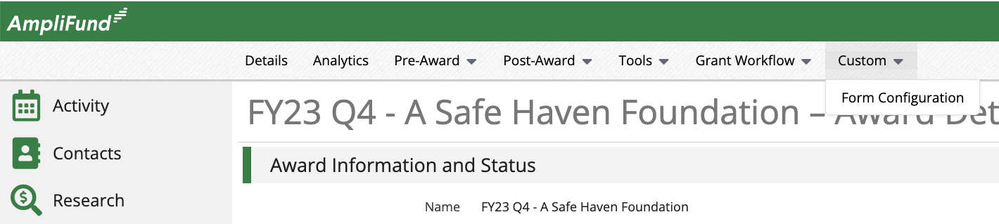 AmpliFund
Details Analytics Pre-Award Post-Award Tools Grant Workflow Custom
Form Configuration
Activity
Contacts
Research
FY23 Q4 - A Safe Haven Foundation – Award Det
Award Information and Status
Name FY23 Q4 - A Safe Haven Foundation